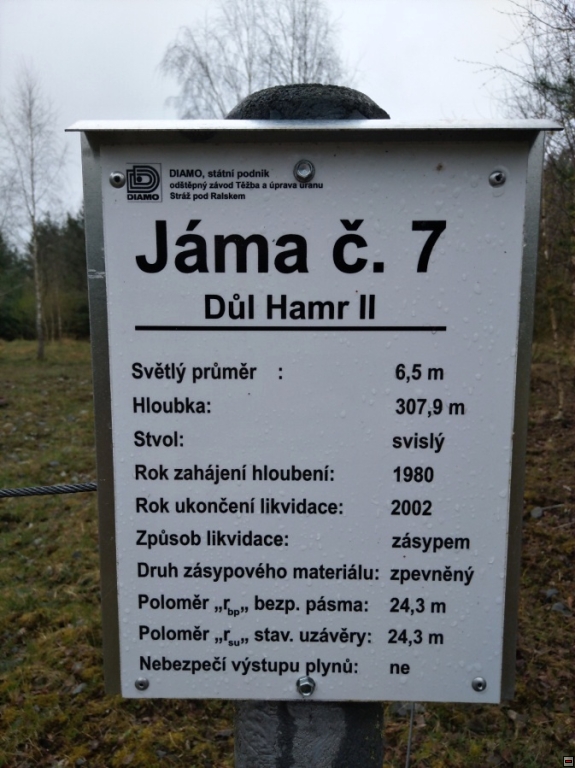 DIAMO, státní podnik
odštěpný závod Těžba a úprava uranu
Stráž pod Ralskem
DIAMO
Jáma č. 7
Důl Hamr II
Světlý průměr : 6,5 m
Hloubka: 307,9 m
Stvol: svislý
Rok zahájení hloubení: 1980
Rok ukončení likvidace: 2002
Způsob likvidace: zásypem
Druh zásypového materiálu: zpevněný
Poloměr „rbp„ bezp. pásma: 24,3 m
Poloměr „rsu„ stav. uzávěry: 24,3 m
Nebezpečí výstupu plynů: ne